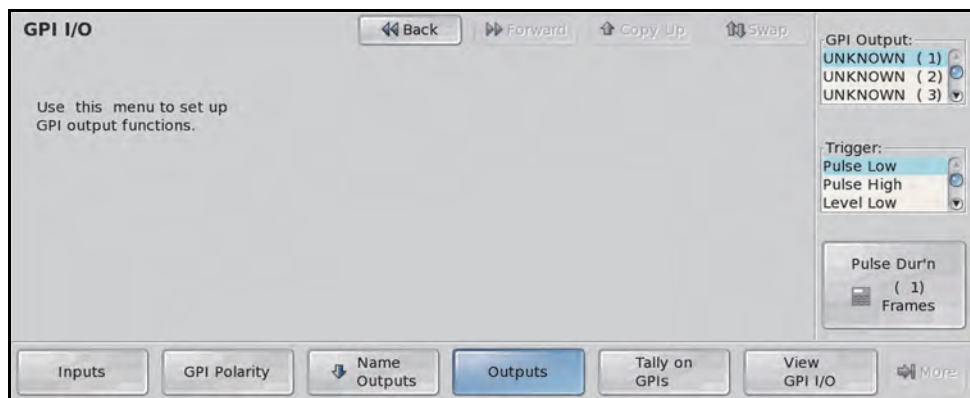 GPI I/O
Back
Forward
Copy Up
Swap
Use this menu to set up
GPI output functions.
GPI Output:
UNKNOWN ( 1)
UNKNOWN ( 2)
UNKNOWN ( 3)
Trigger:
Pulse Low
Pulse High
Level Low
Pulse Dur'n
( 1)
Frames
Inputs
GPI Polarity
Name
Outputs
Outputs
Tally on
GPIs
View
GPI I/O
More